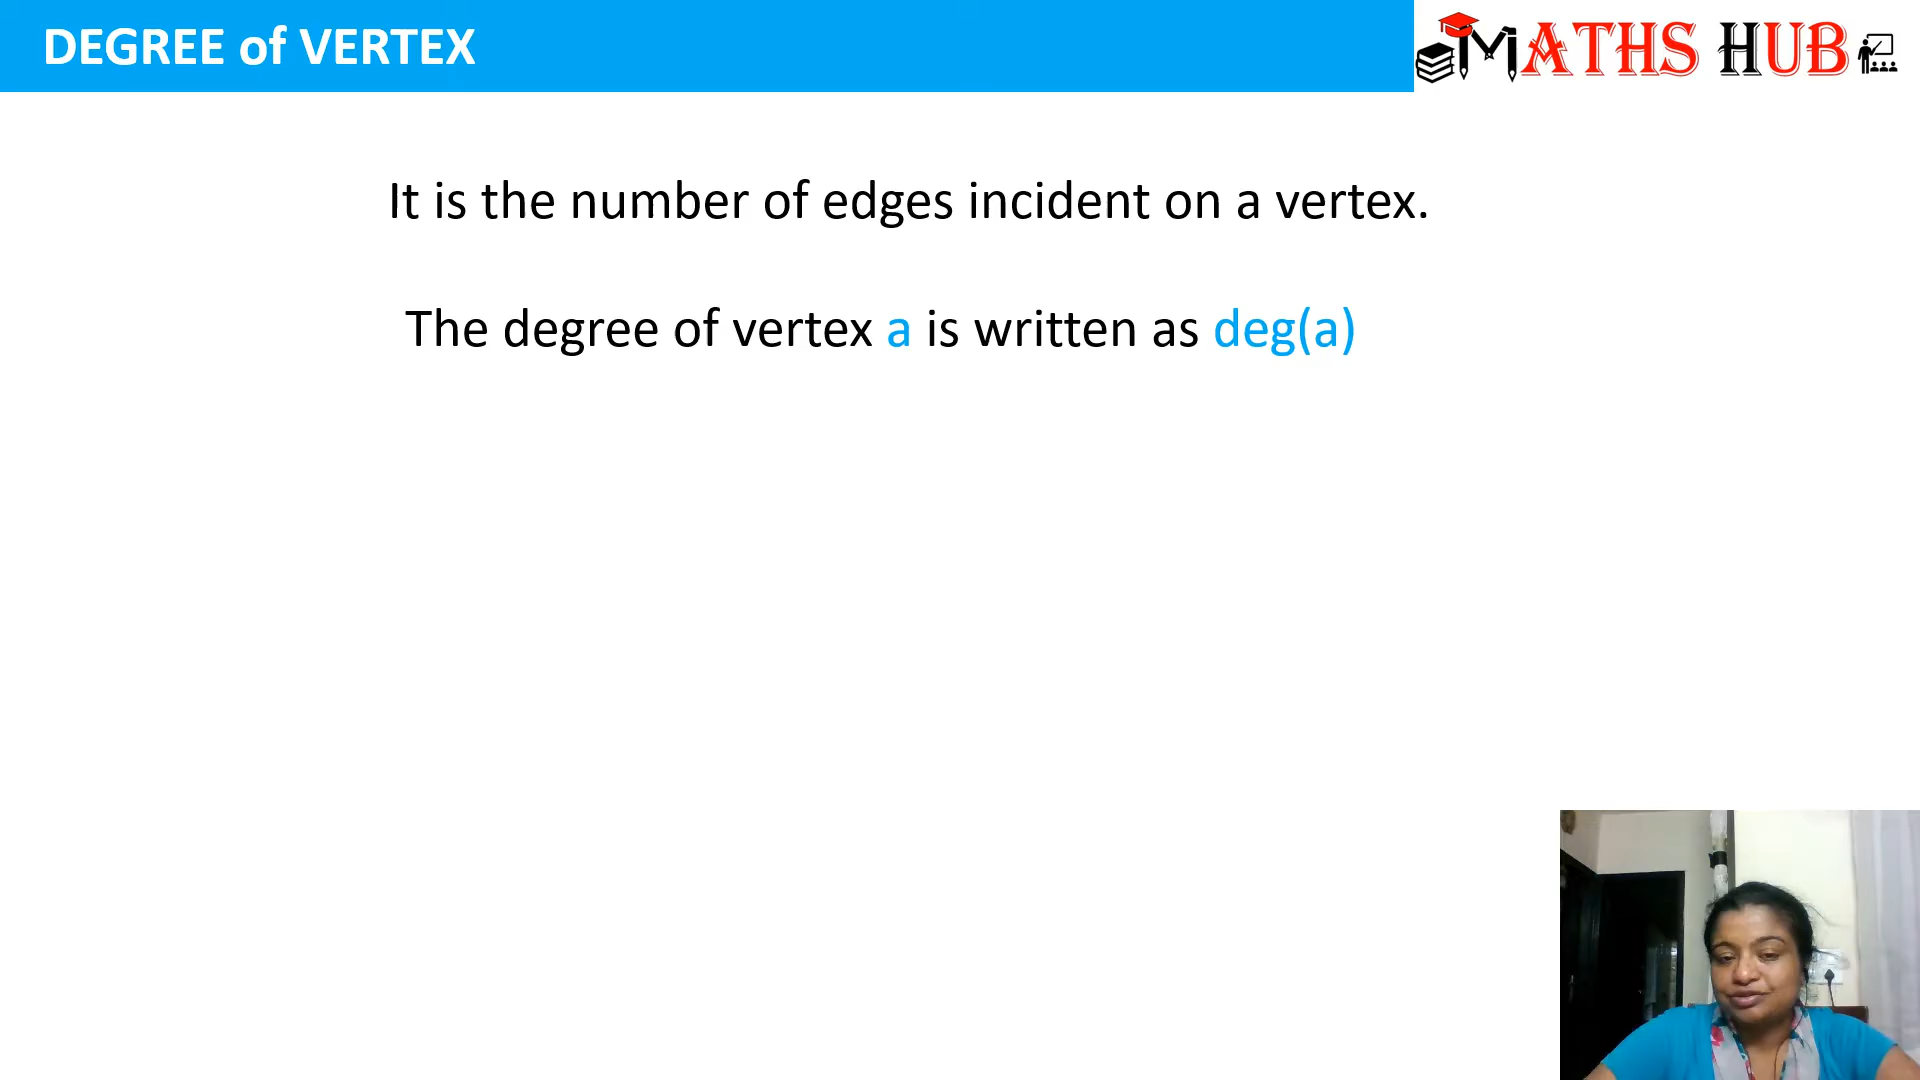 DEGREE of VERTEX
MATHS HUB
It is the number of edges incident on a vertex.
The degree of vertex a is written as deg(a)